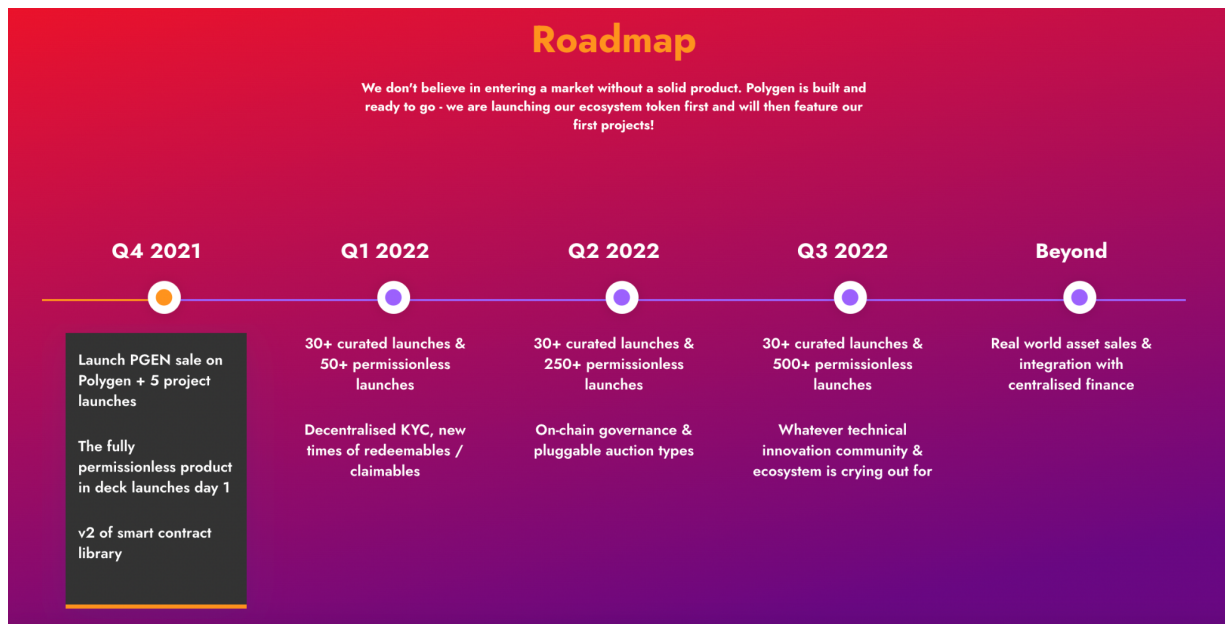 Roadmap
We don't believe in entering a market without a solid product. Polygen is built and
ready to go - we are launching our ecosystem token first and will then feature our
first projects!
Q4 2021
Launch PGEN sale on
Polygen + 5 project
launches
The fully
permissionless product
in deck launches day 1
v2 of smart contract
library
Q1 2022
30+ curated launches &
50+ permissionless
launches
Decentralised KYC, new
times of redeemables /
claimables
Q2 2022
30+ curated launches &
250+ permissionless
launches
On-chain governance &
pluggable auction types
Q3 2022
30+ curated launches &
500+ permissionless
launches
Whatever technical
innovation community &
ecosystem is crying out for
Beyond
Real world asset sales &
integration with
centralised finance